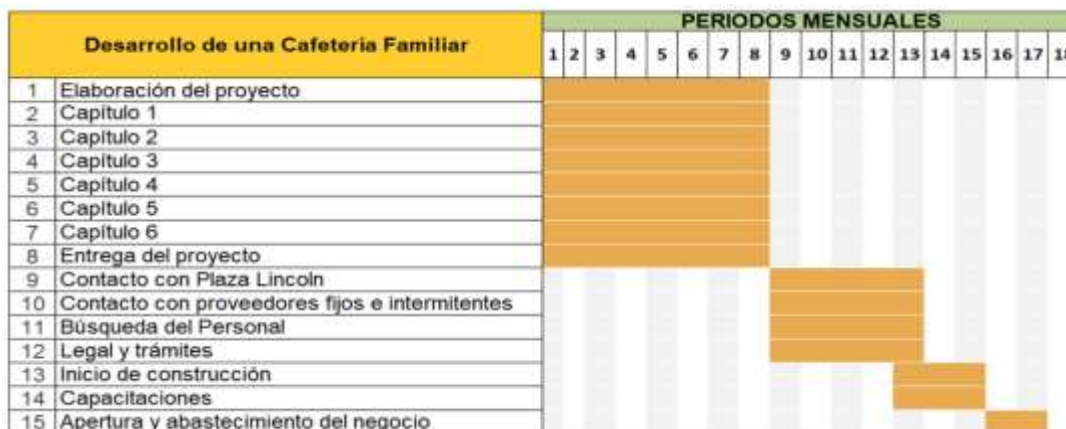 PERIODOS MENSUALES
Desarrollo de una Cafetería Familiar
1 2 3 4 5 6 7 8 9 10 11 12 13 14 15 16 17 18
1 Elaboración del proyecto
2 Capítulo 1
3 Capítulo 2
4 Capítulo 3
5 Capítulo 4
6 Capítulo 5
7 Capítulo 6
8 Entrega del proyecto
9 Contacto con Plaza Lincoln
10 Contacto con proveedores fijos e intermitentes
11 Búsqueda del Personal
12 Legal y trámites
13 Inicio de construcción
14 Capacitaciones
15 Apertura y abastecimiento del negocio